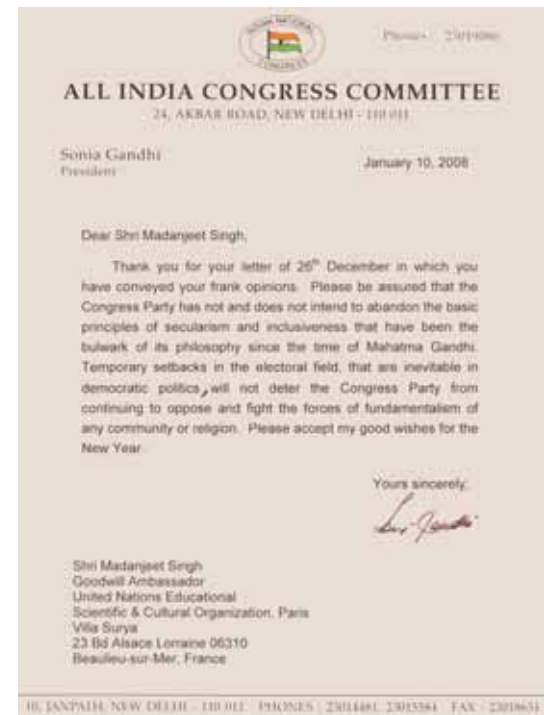 INDIAN NATIONAL
CONGRESS
Phones : 23019080
ALL INDIA CONGRESS COMMITTEE
24, AKBAR ROAD, NEW DELHI - 110 011
Sonia Gandhi
President
January 10, 2008
Dear Shri Madanjeet Singh,
Thank you for your letter of 26th December in which you
have conveyed your frank opinions. Please be assured that the
Congress Party has not and does not intend to abandon the basic
principles of secularism and inclusiveness that have been the
bulwark of its philosophy since the time of Mahatma Gandhi.
Temporary setbacks in the electoral field, that are inevitable in
democratic politics, will not deter the Congress Party from
continuing to oppose and fight the forces of fundamentalism of
any community or religion. Please accept my good wishes for the
New Year.
Yours sincerely,
Shri Madanjeet Singh
Goodwill Ambassador
United Nations Educational
Scientific & Cultural Organization, Paris
Villa Surya
23 Bd Alsace Lorraine 06310
Beaulieu-sur-Mer, France
10, JANPATH, NEW DELHI - 110 011 PHONES : 23014481, 23015584 FAX : 23018651